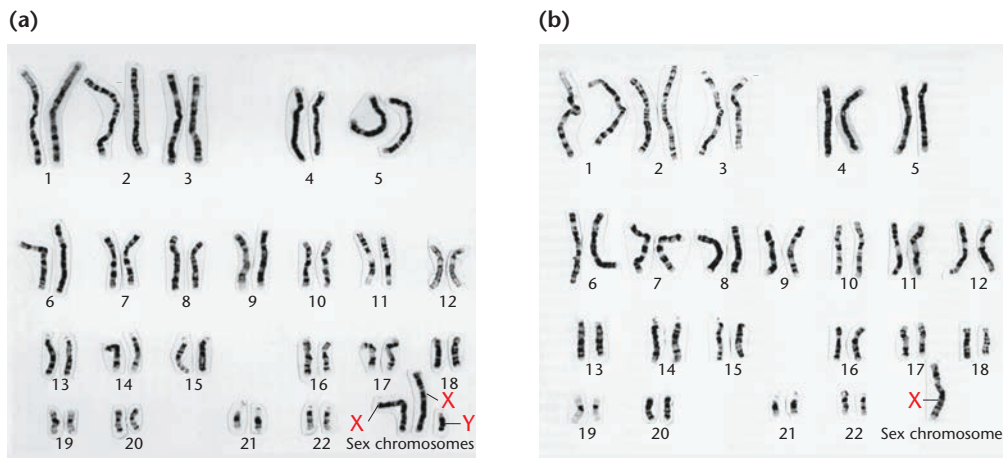 (a)
1 2 3 4 5
6 7 8 9 10 11 12
13 14 15 16 17 18
X X Y
19 20 21 22 Sex chromosomes
(b)
1 2 3 4 5
6 7 8 9 10 11 12
13 14 15 16 17 18
X
19 20 21 22 Sex chromosome